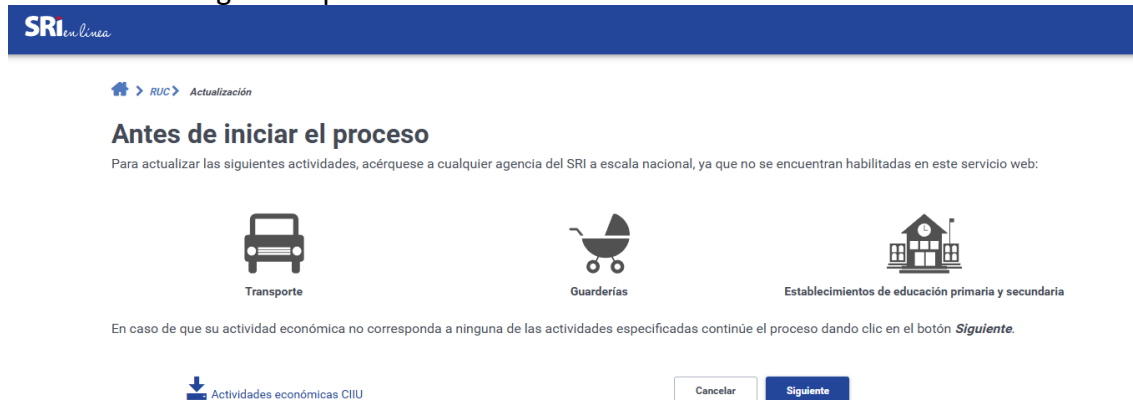 SRi en línea
RUC Actualización
Antes de iniciar el proceso
Para actualizar las siguientes actividades, acérquese a cualquier agencia del SRI a escala nacional, ya que no se encuentran habilitadas en este servicio web:
Transporte
Guarderías
Establecimientos de educación primaria y secundaria
En caso de que su actividad económica no corresponda a ninguna de las actividades especificadas continúe el proceso dando clic en el botón Siguiente.
Actividades económicas CIIU
Cancelar
Siguiente